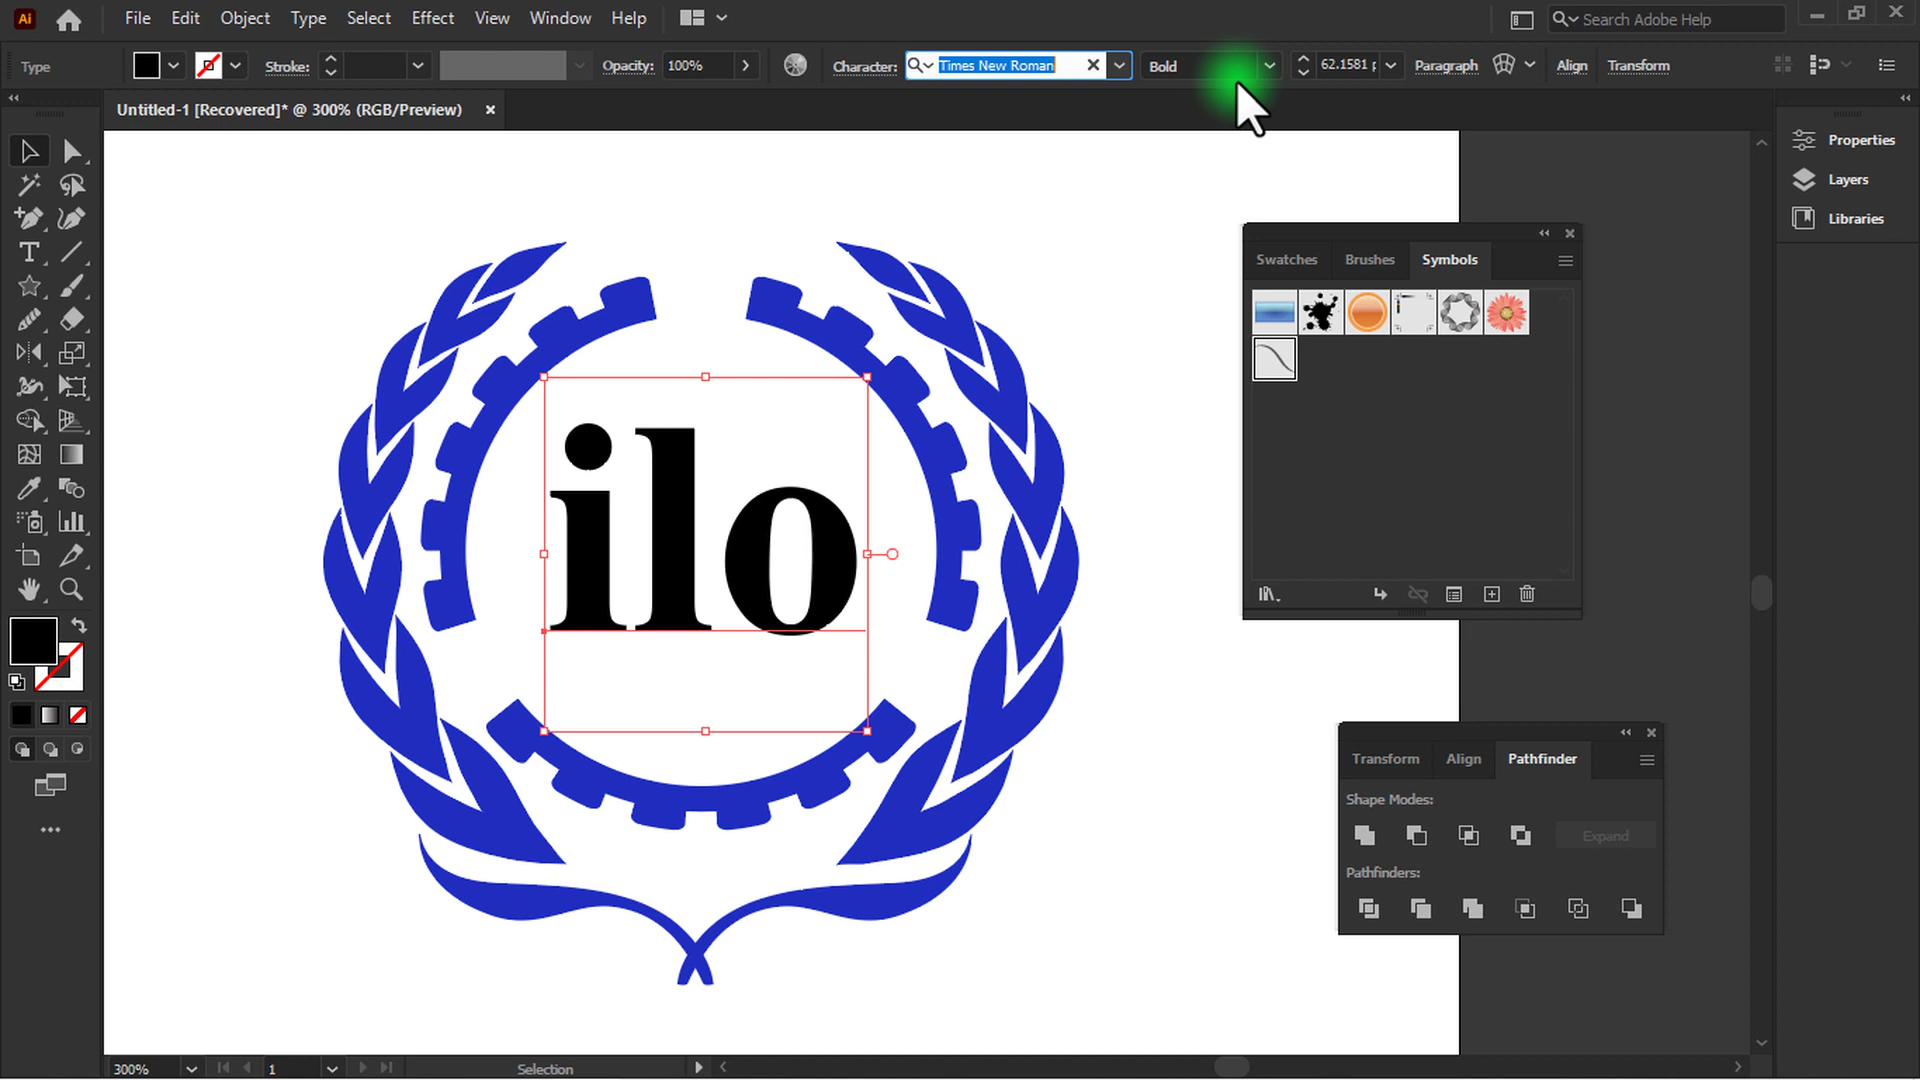 Ai File Edit Object Type Select Effect View Window Help Search Adobe Help
Type Stroke: Opacity: 100% Character: Times New Roman Bold 62.1581 p Paragraph Align Transform
Untitled-1 [Recovered]* @ 300% (RGB/Preview)
Properties
Layers
Libraries
Swatches Brushes Symbols
ilo
Transform Align Pathfinder
Shape Modes:
Expand
Pathfinders:
300% 1 Selection